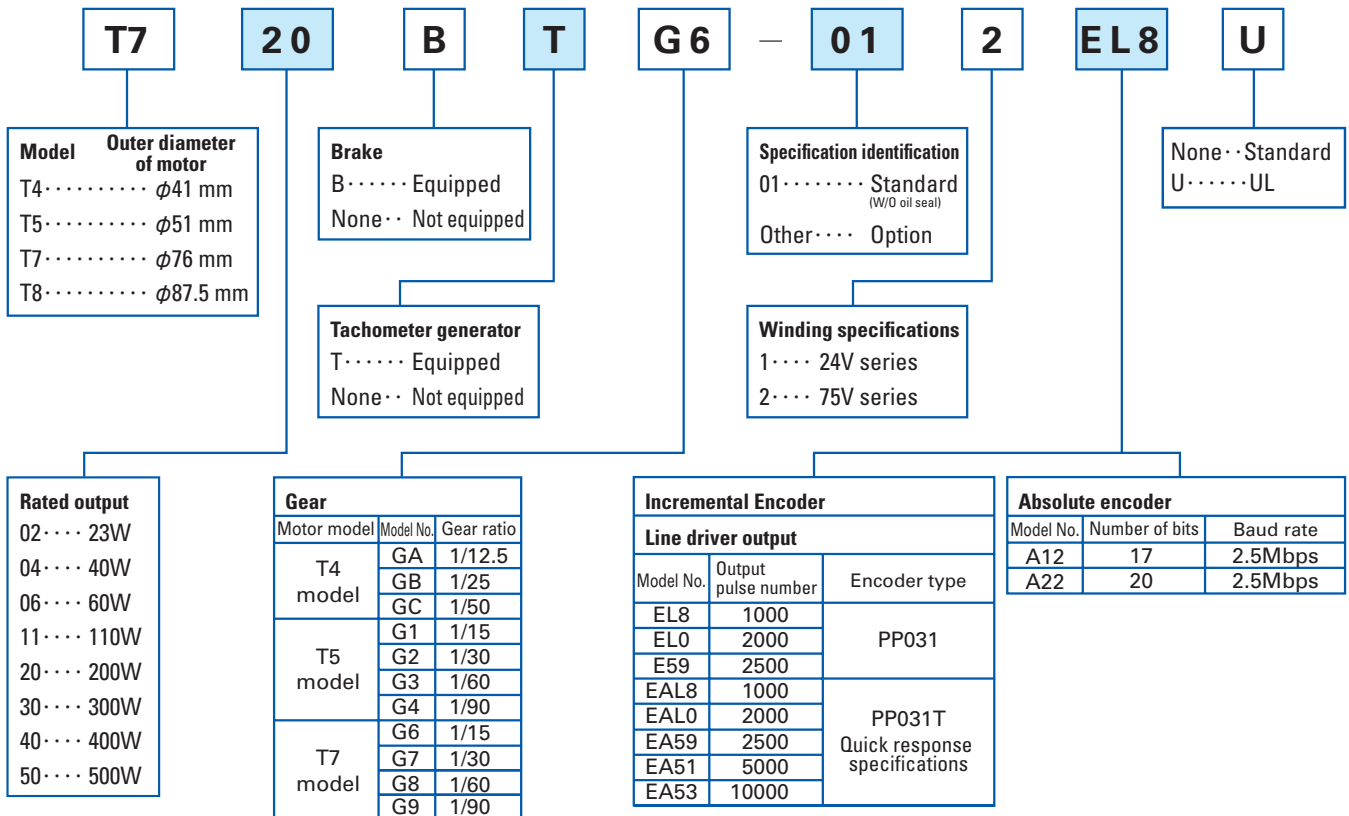 T7 20 B T G6 — 01 2 EL8 U
Model Outer diameter of motor
T4·········· φ41 mm
T5·········· φ51 mm
T7·········· φ76 mm
T8·········· φ87.5 mm
Brake
B······ Equipped
None·· Not equipped
Tachometer generator
T······ Equipped
None·· Not equipped
Specification identification
01········ Standard
(W/O oil seal)
Other···· Option
Winding specifications
1···· 24V series
2···· 75V series
None··Standard
U······UL
Rated output
02···· 23W
04···· 40W
06···· 60W
11···· 110W
20···· 200W
30···· 300W
40···· 400W
50···· 500W
Gear
Motor model Model No. Gear ratio
T4 model
GA 1/12.5
GB 1/25
GC 1/50
T5 model
G1 1/15
G2 1/30
G3 1/60
G4 1/90
T7 model
G6 1/15
G7 1/30
G8 1/60
G9 1/90
Incremental Encoder
Line driver output
Model No. Output pulse number Encoder type
EL8 1000
EL0 2000 PP031
E59 2500
EAL8 1000
EAL0 2000 PP031T
EA59 2500 Quick response
EA51 5000 specifications
EA53 10000
Absolute encoder
Model No. Number of bits Baud rate
A12 17 2.5Mbps
A22 20 2.5Mbps